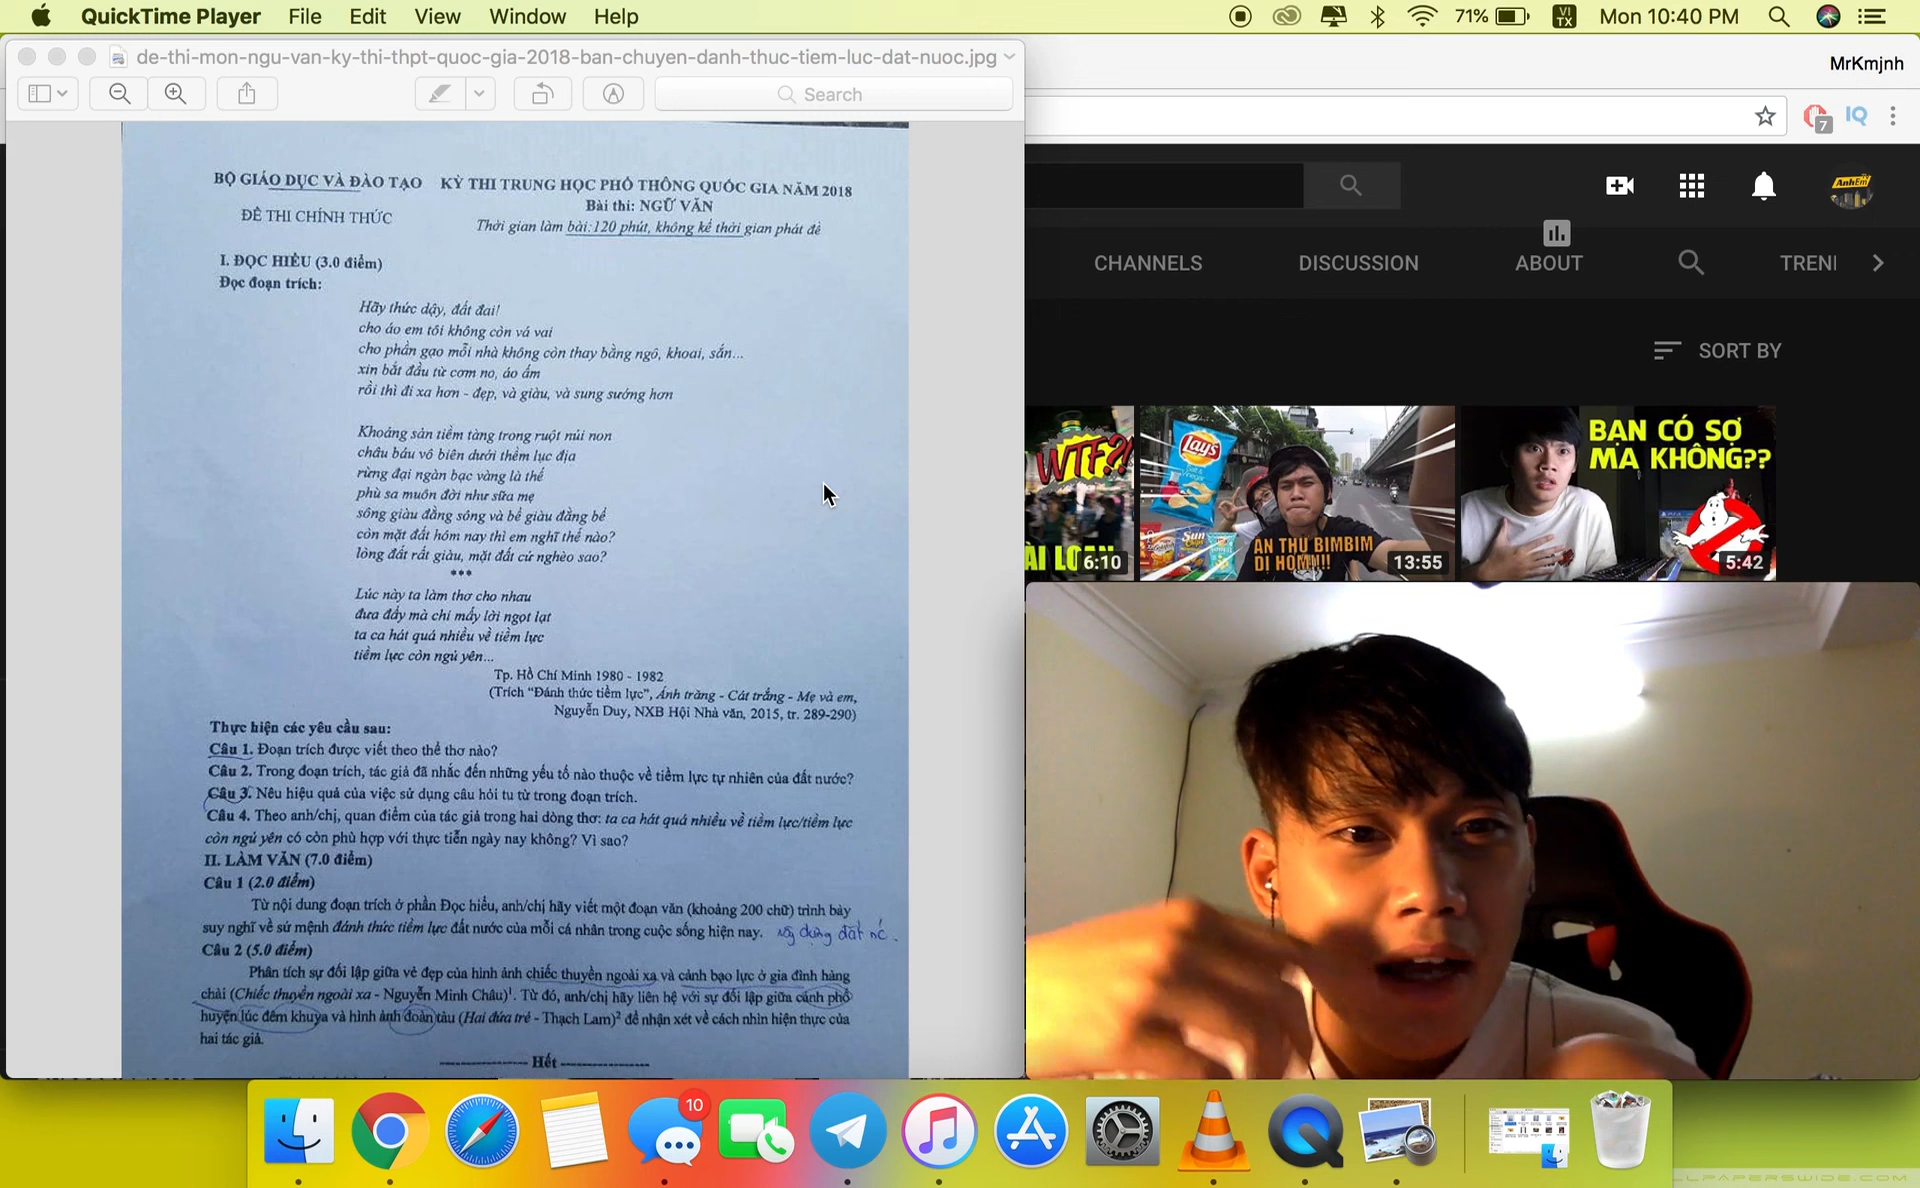 QuickTime Player File Edit View Window Help
71% VI TX Mon 10:40 PM
de-thi-mon-ngu-van-ky-thi-thpt-quoc-gia-2018-ban-chuyen-danh-thuc-tiem-luc-dat-nuoc.jpg
Search
BỘ GIÁO DỤC VÀ ĐÀO TẠO KỲ THI TRUNG HỌC PHỔ THÔNG QUỐC GIA NĂM 2018
Bài thi: NGỮ VĂN
ĐỀ THI CHÍNH THỨC
Thời gian làm bài:120 phút, không kể thời gian phát đề
I. ĐỌC HIỂU (3.0 điểm)
Đọc đoạn trích:
Hãy thức dậy, đất đai!
cho áo em tôi không còn vá vai
cho phần gạo mỗi nhà không còn thay bằng ngô, khoai, sắn...
xin bắt đầu từ cơm no, áo ấm
rồi thì đi xa hơn - đẹp, và giàu, và sung sướng hơn
Khoáng sản tiềm tàng trong ruột núi non
châu báu vô biên dưới thềm lục địa
rừng đại ngàn bạc vàng là thế
phù sa muôn đời như sữa mẹ
sông giàu đằng sông và bể giàu đằng bể
còn mặt đất hôm nay thì em nghĩ thế nào?
lòng đất rất giàu, mặt đất cứ nghèo sao?
***
Lúc này ta làm thơ cho nhau
đưa đẩy mà chi mấy lời ngọt lạt
ta ca hát quá nhiều về tiềm lực
tiềm lực còn ngủ yên...
Tp. Hồ Chí Minh 1980 - 1982
(Trích "Đánh thức tiềm lực", Ánh trăng - Cát trắng - Mẹ và em,
Nguyễn Duy, NXB Hội Nhà văn, 2015, tr. 289-290)
Thực hiện các yêu cầu sau:
Câu 1. Đoạn trích được viết theo thể thơ nào?
Câu 2. Trong đoạn trích, tác giả đã nhắc đến những yếu tố nào thuộc về tiềm lực tự nhiên của đất nước?
Câu 3. Nêu hiệu quả của việc sử dụng câu hỏi tu từ trong đoạn trích.
Câu 4. Theo anh/chị, quan điểm của tác giả trong hai dòng thơ: ta ca hát quá nhiều về tiềm lực/tiềm lực
còn ngủ yên có còn phù hợp với thực tiễn ngày nay không? Vì sao?
II. LÀM VĂN (7.0 điểm)
Câu 1 (2.0 điểm)
Từ nội dung đoạn trích ở phần Đọc hiểu, anh/chị hãy viết một đoạn văn (khoảng 200 chữ) trình bày
suy nghĩ về sứ mệnh đánh thức tiềm lực đất nước của mỗi cá nhân trong cuộc sống hiện nay. dựng đất
Câu 2 (5.0 điểm)
Phân tích sự đối lập giữa vẻ đẹp của hình ảnh chiếc thuyền ngoài xa và cảnh bạo lực ở gia đình hàng
chài (Chiếc thuyền ngoài xa - Nguyễn Minh Châu)¹. Từ đó, anh/chị hãy liên hệ với sự đối lập giữa cảnh phố
huyện lúc đêm khuya và hình ảnh đoàn tàu (Hai đứa trẻ - Thạch Lam)² để nhận xét về cách nhìn hiện thực của
hai tác giả.
Hết
MrKmjnh
7 IQ
AnhEm
CHANNELS DISCUSSION ABOUT TREN
SORT BY
WTF?!
6:10
Lay's
Sun Chips
ĂN THỬ BIMBIM
DỊ HỢM!!!
13:55
BẠN CÓ SỢ
MA KHÔNG??
5:42
10